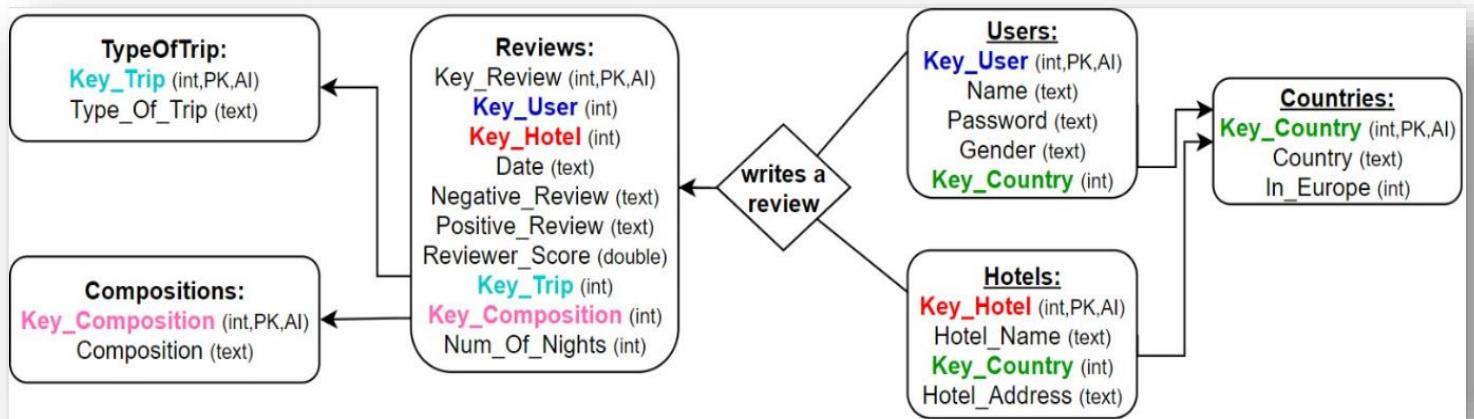 TypeOfTrip:
Key_Trip (int,PK,AI)
Type_Of_Trip (text)
Compositions:
Key_Composition (int,PK,AI)
Composition (text)
Reviews:
Key_Review (int,PK,AI)
Key_User (int)
Key_Hotel (int)
Date (text)
Negative_Review (text)
Positive_Review (text)
Reviewer_Score (double)
Key_Trip (int)
Key_Composition (int)
Num_Of_Nights (int)
writes a
review
Users:
Key_User (int,PK,AI)
Name (text)
Password (text)
Gender (text)
Key_Country (int)
Hotels:
Key_Hotel (int,PK,AI)
Hotel_Name (text)
Key_Country (int)
Hotel_Address (text)
Countries:
Key_Country (int,PK,AI)
Country (text)
In_Europe (int)